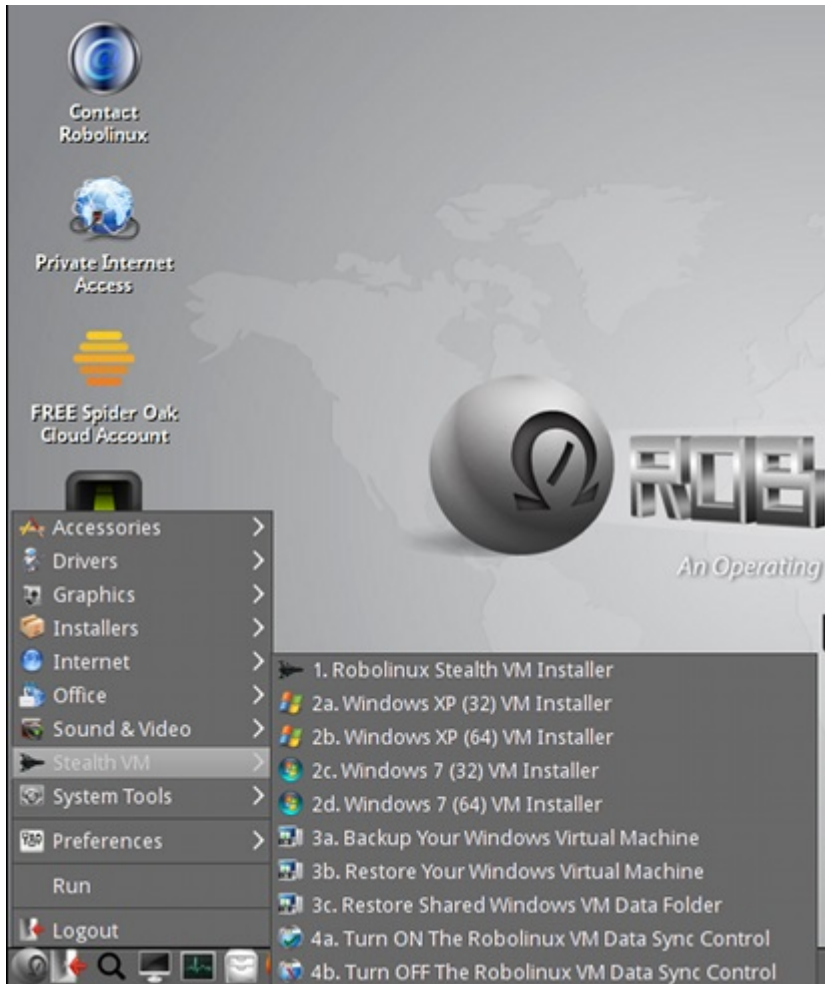 Contact
Robolinux
Private Internet
Access
FREE Spider Oak
Cloud Account
ROB
An Operating
Accessories
Drivers
Graphics
Installers
Internet
Office
Sound & Video
Stealth VM
System Tools
Preferences
Run
Logout
1. Robolinux Stealth VM Installer
2a. Windows XP (32) VM Installer
2b. Windows XP (64) VM Installer
2c. Windows 7 (32) VM Installer
2d. Windows 7 (64) VM Installer
3a. Backup Your Windows Virtual Machine
3b. Restore Your Windows Virtual Machine
3c. Restore Shared Windows VM Data Folder
4a. Turn ON The Robolinux VM Data Sync Control
4b. Turn OFF The Robolinux VM Data Sync Control